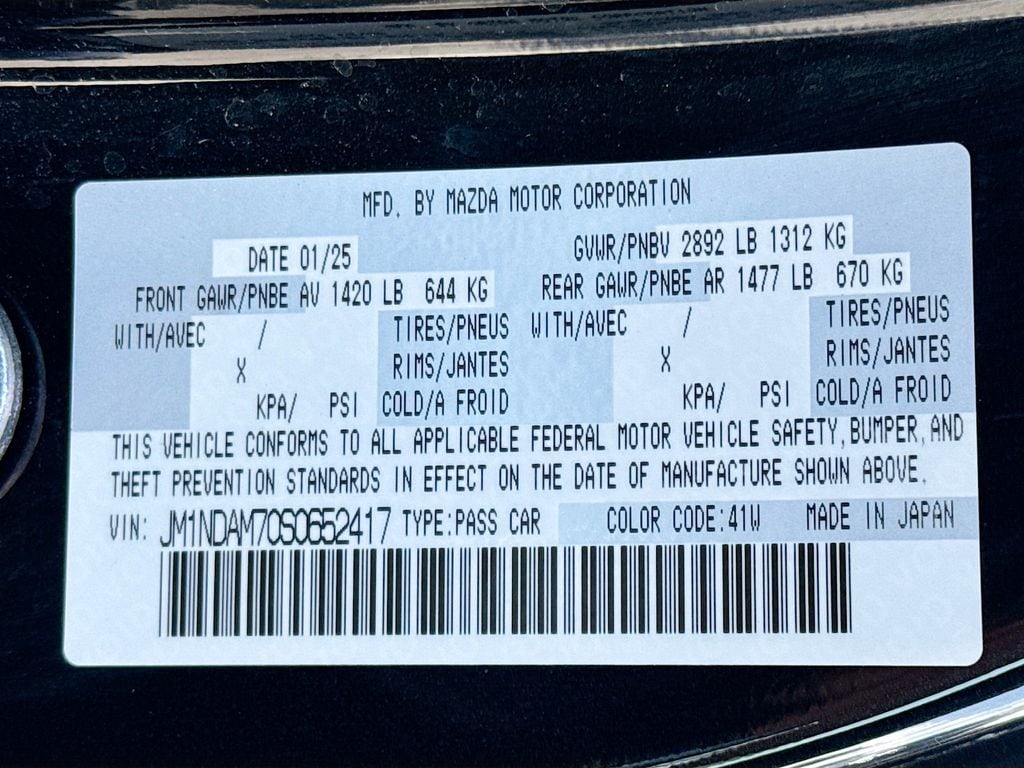 MFD. BY MAZDA MOTOR CORPORATION
DATE 01/25 GVWR/PNBV 2892 LB 1312 KG
FRONT GAWR/PNBE AV 1420 LB 644 KG REAR GAWR/PNBE AR 1477 LB 670 KG
WITH/AVEC / TIRES/PNEUS WITH/AVEC / TIRES/PNEUS
X RIMS/JANTES X RIMS/JANTES
KPA/ PSI COLD/A FROID KPA/ PSI COLD/A FROID
THIS VEHICLE CONFORMS TO ALL APPLICABLE FEDERAL MOTOR VEHICLE SAFETY, BUMPER, AND
THEFT PREVENTION STANDARDS IN EFFECT ON THE DATE OF MANUFACTURE SHOWN ABOVE.
VIN: JM1NDAM70S0652417 TYPE:PASS CAR COLOR CODE:41W MADE IN JAPAN